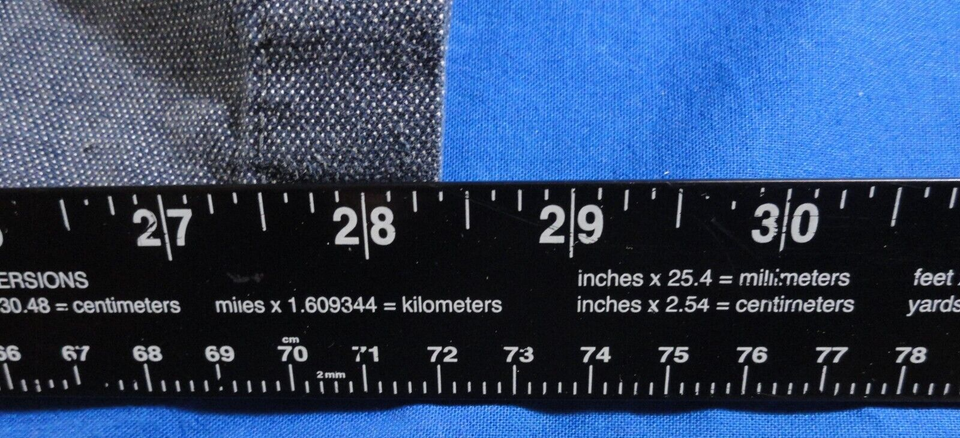 27 28 29 30
ERSIONS inches x 25.4 = millimeters feet
30.48 = centimeters miles x 1.609344 = kilometers inches x 2.54 = centimeters yards
cm
66 67 68 69 70 71 72 73 74 75 76 77 78
2mm